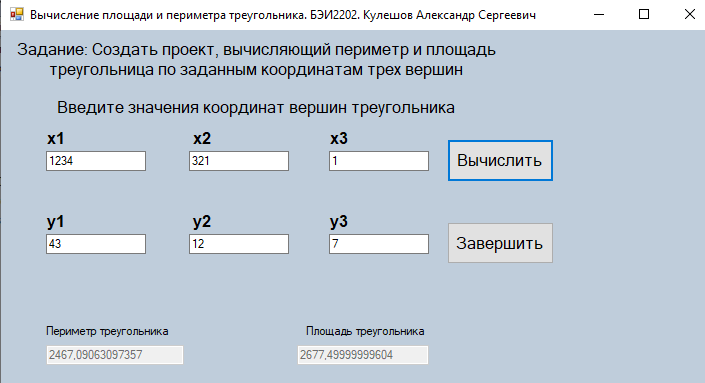 Вычисление площади и периметра треугольника. БЭИ2202. Кулешов Александр Сергеевич
Задание: Создать проект, вычисляющий периметр и площадь
треугольница по заданным координатам трех вершин
Введите значения координат вершин треугольника
x1 x2 x3
1234 321 1 Вычислить
y1 y2 y3
43 12 7 Завершить
Периметр треугольника Площадь треугольника
2467,09063097357 2677,49999999604